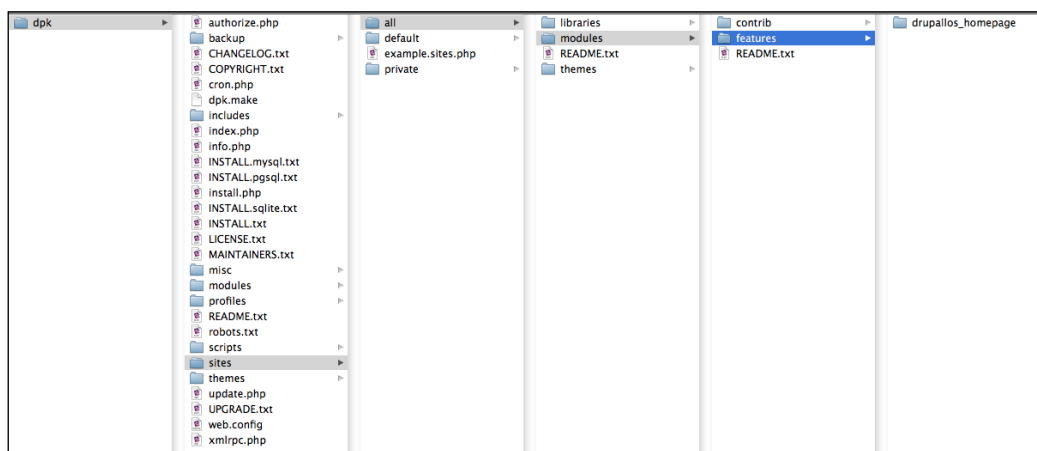 dpk
authorize.php
backup
CHANGELOG.txt
COPYRIGHT.txt
cron.php
dpk.make
includes
index.php
info.php
INSTALL.mysql.txt
INSTALL.pgsql.txt
install.php
INSTALL.sqlite.txt
INSTALL.txt
LICENSE.txt
MAINTAINERS.txt
misc
modules
profiles
README.txt
robots.txt
scripts
sites
themes
update.php
UPGRADE.txt
web.config
xmlrpc.php
all
default
example.sites.php
private
libraries
modules
README.txt
themes
contrib
features
README.txt
drupallos_homepage